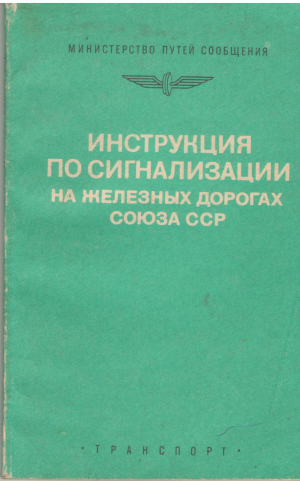 МИНИСТЕРСТВО ПУТЕЙ СООБЩЕНИЯ
ИНСТРУКЦИЯ
ПО СИГНАЛИЗАЦИИ
НА ЖЕЛЕЗНЫХ ДОРОГАХ
СОЮЗА ССР
• ТРАНСПОРТ •